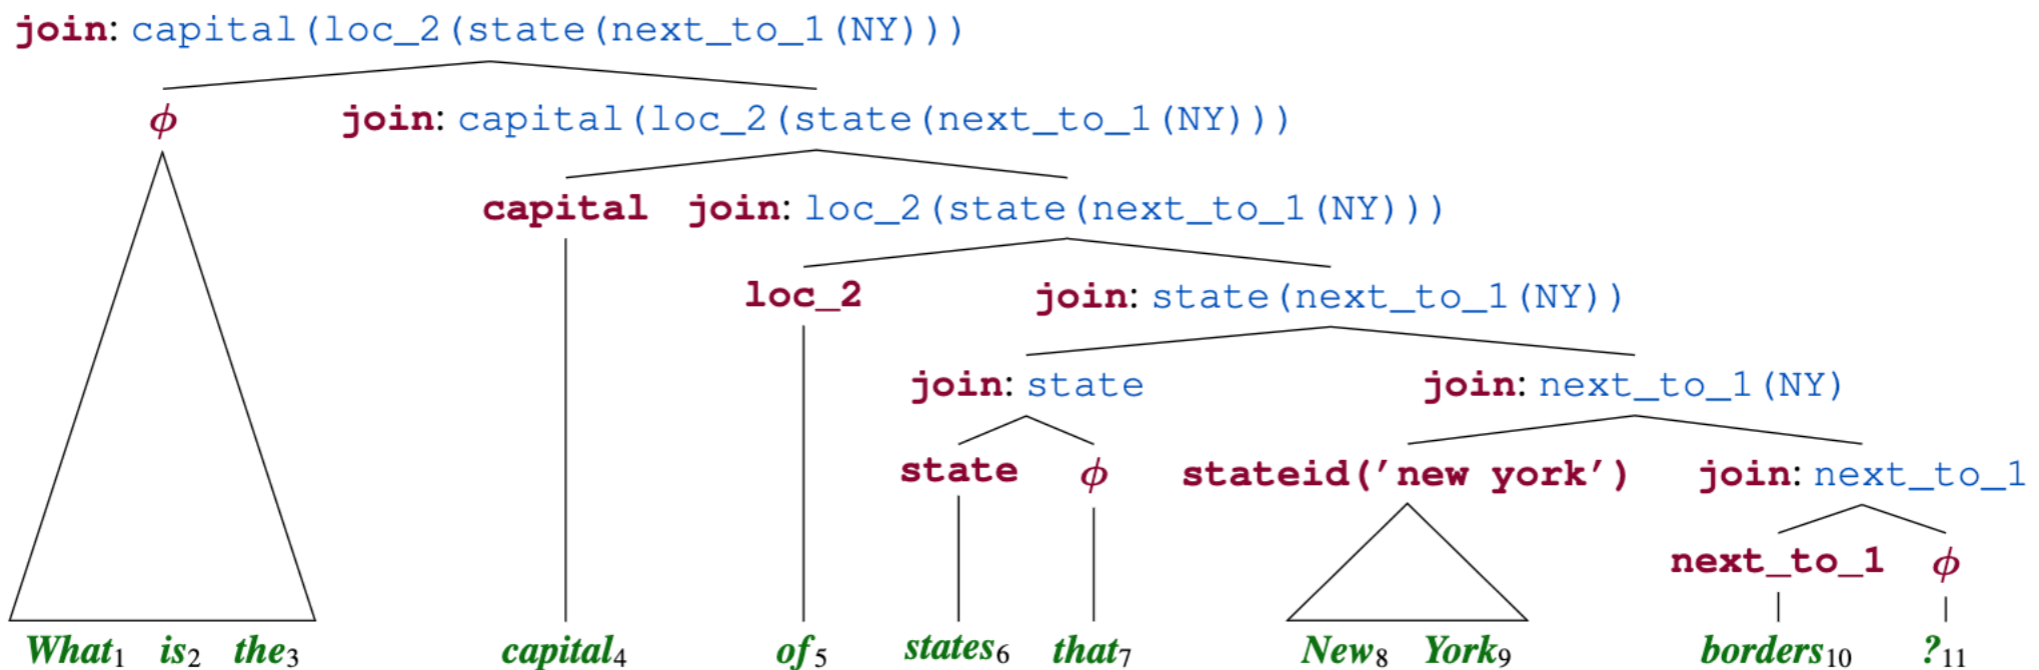 join: capital(loc_2(state(next_to_1(NY)))
ϕ join: capital(loc_2(state(next_to_1(NY)))
capital join: loc_2(state(next_to_1(NY)))
loc_2 join: state(next_to_1(NY))
join: state join: next_to_1(NY)
state ϕ stateid('new york') join: next_to_1
next_to_1 ϕ
What₁ is₂ the₃ capital₄ of₅ states₆ that₇ New₈ York₉ borders₁₀ ?₁₁